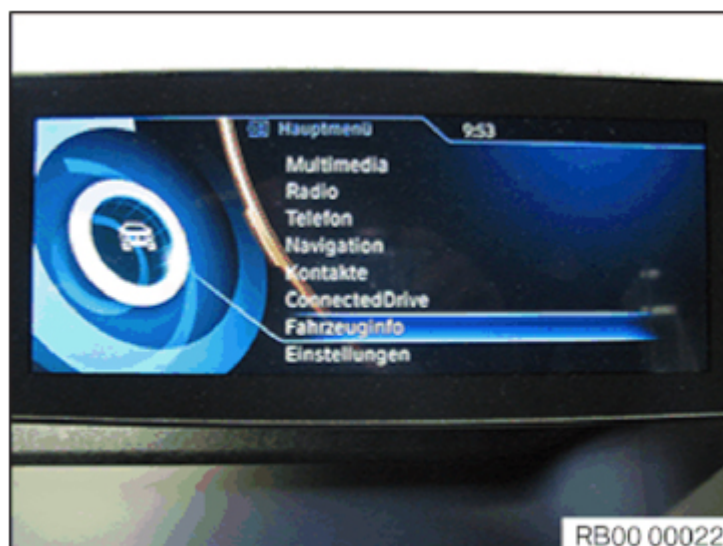 Hauptmenü 9:53
Multimedia
Radio
Telefon
Navigation
Kontakte
ConnectedDrive
Fahrzeuginfo
Einstellungen
RB00 00022